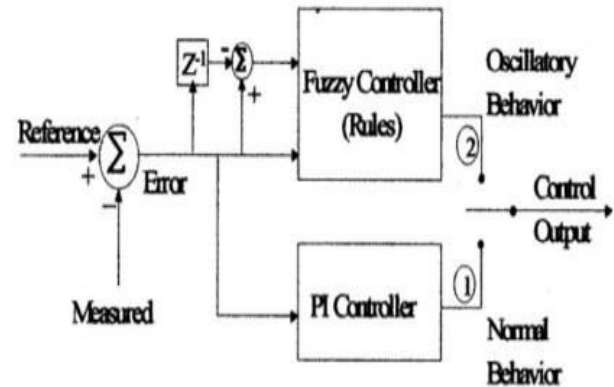 Z-1
-
Σ
+
Fuzzy Controller
(Rules)
Oscillatory
Behavior
2
Reference
+
Σ
-
Error
Control
Output
Measured
PI Controller
1
Normal
Behavior